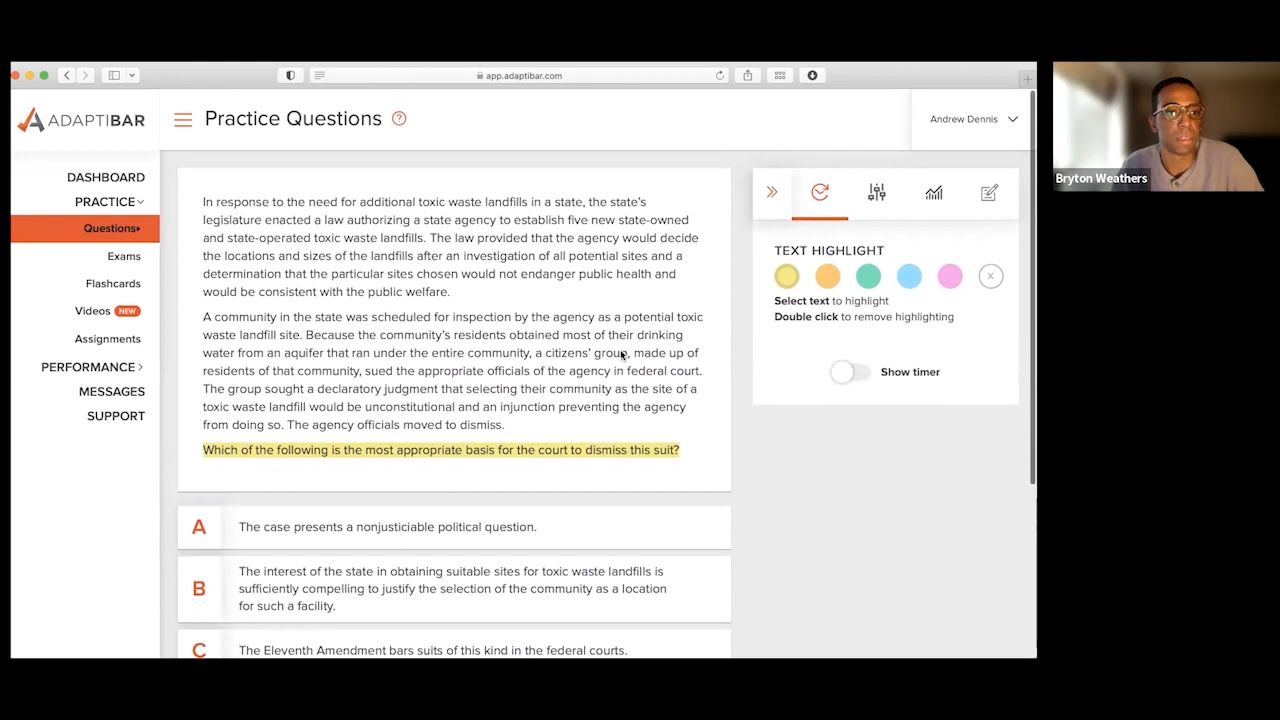 app.adaptibar.com
ADAPTIBAR
Practice Questions ?
Andrew Dennis
DASHBOARD
PRACTICE
Questions
Exams
Flashcards
Videos NEW
Assignments
PERFORMANCE
MESSAGES
SUPPORT
In response to the need for additional toxic waste landfills in a state, the state's
legislature enacted a law authorizing a state agency to establish five new state-owned
and state-operated toxic waste landfills. The law provided that the agency would decide
the locations and sizes of the landfills after an investigation of all potential sites and a
determination that the particular sites chosen would not endanger public health and
would be consistent with the public welfare.
A community in the state was scheduled for inspection by the agency as a potential toxic
waste landfill site. Because the community's residents obtained most of their drinking
water from an aquifer that ran under the entire community, a citizens' group, made up of
residents of that community, sued the appropriate officials of the agency in federal court.
The group sought a declaratory judgment that selecting their community as the site of a
toxic waste landfill would be unconstitutional and an injunction preventing the agency
from doing so. The agency officials moved to dismiss.
Which of the following is the most appropriate basis for the court to dismiss this suit?
A The case presents a nonjusticiable political question.
B The interest of the state in obtaining suitable sites for toxic waste landfills is
sufficiently compelling to justify the selection of the community as a location
for such a facility.
C The Eleventh Amendment bars suits of this kind in the federal courts.
TEXT HIGHLIGHT
X
Select text to highlight
Double click to remove highlighting
Show timer
Bryton Weathers